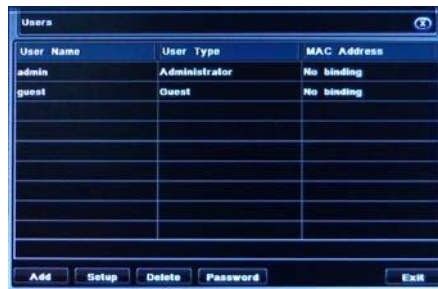 Users
User Name User Type MAC Address
admin Administrator No binding
guest Guest No binding
Add Setup Delete Password Exit